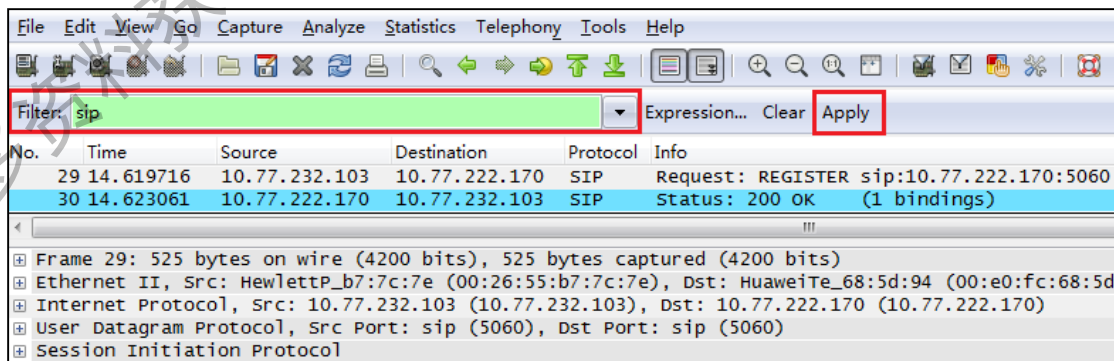 File Edit View Go Capture Analyze Statistics Telephony Tools Help
Filter: sip Expression... Clear Apply
No. Time Source Destination Protocol Info
29 14.619716 10.77.232.103 10.77.222.170 SIP Request: REGISTER sip:10.77.222.170:5060
30 14.623061 10.77.222.170 10.77.232.103 SIP Status: 200 OK (1 bindings)
Frame 29: 525 bytes on wire (4200 bits), 525 bytes captured (4200 bits)
Ethernet II, Src: HewlettP_b7:7c:7e (00:26:55:b7:7c:7e), Dst: HuaweiTe_68:5d:94 (00:e0:fc:68:5d
Internet Protocol, Src: 10.77.232.103 (10.77.232.103), Dst: 10.77.222.170 (10.77.222.170)
User Datagram Protocol, Src Port: sip (5060), Dst Port: sip (5060)
Session Initiation Protocol
资料获